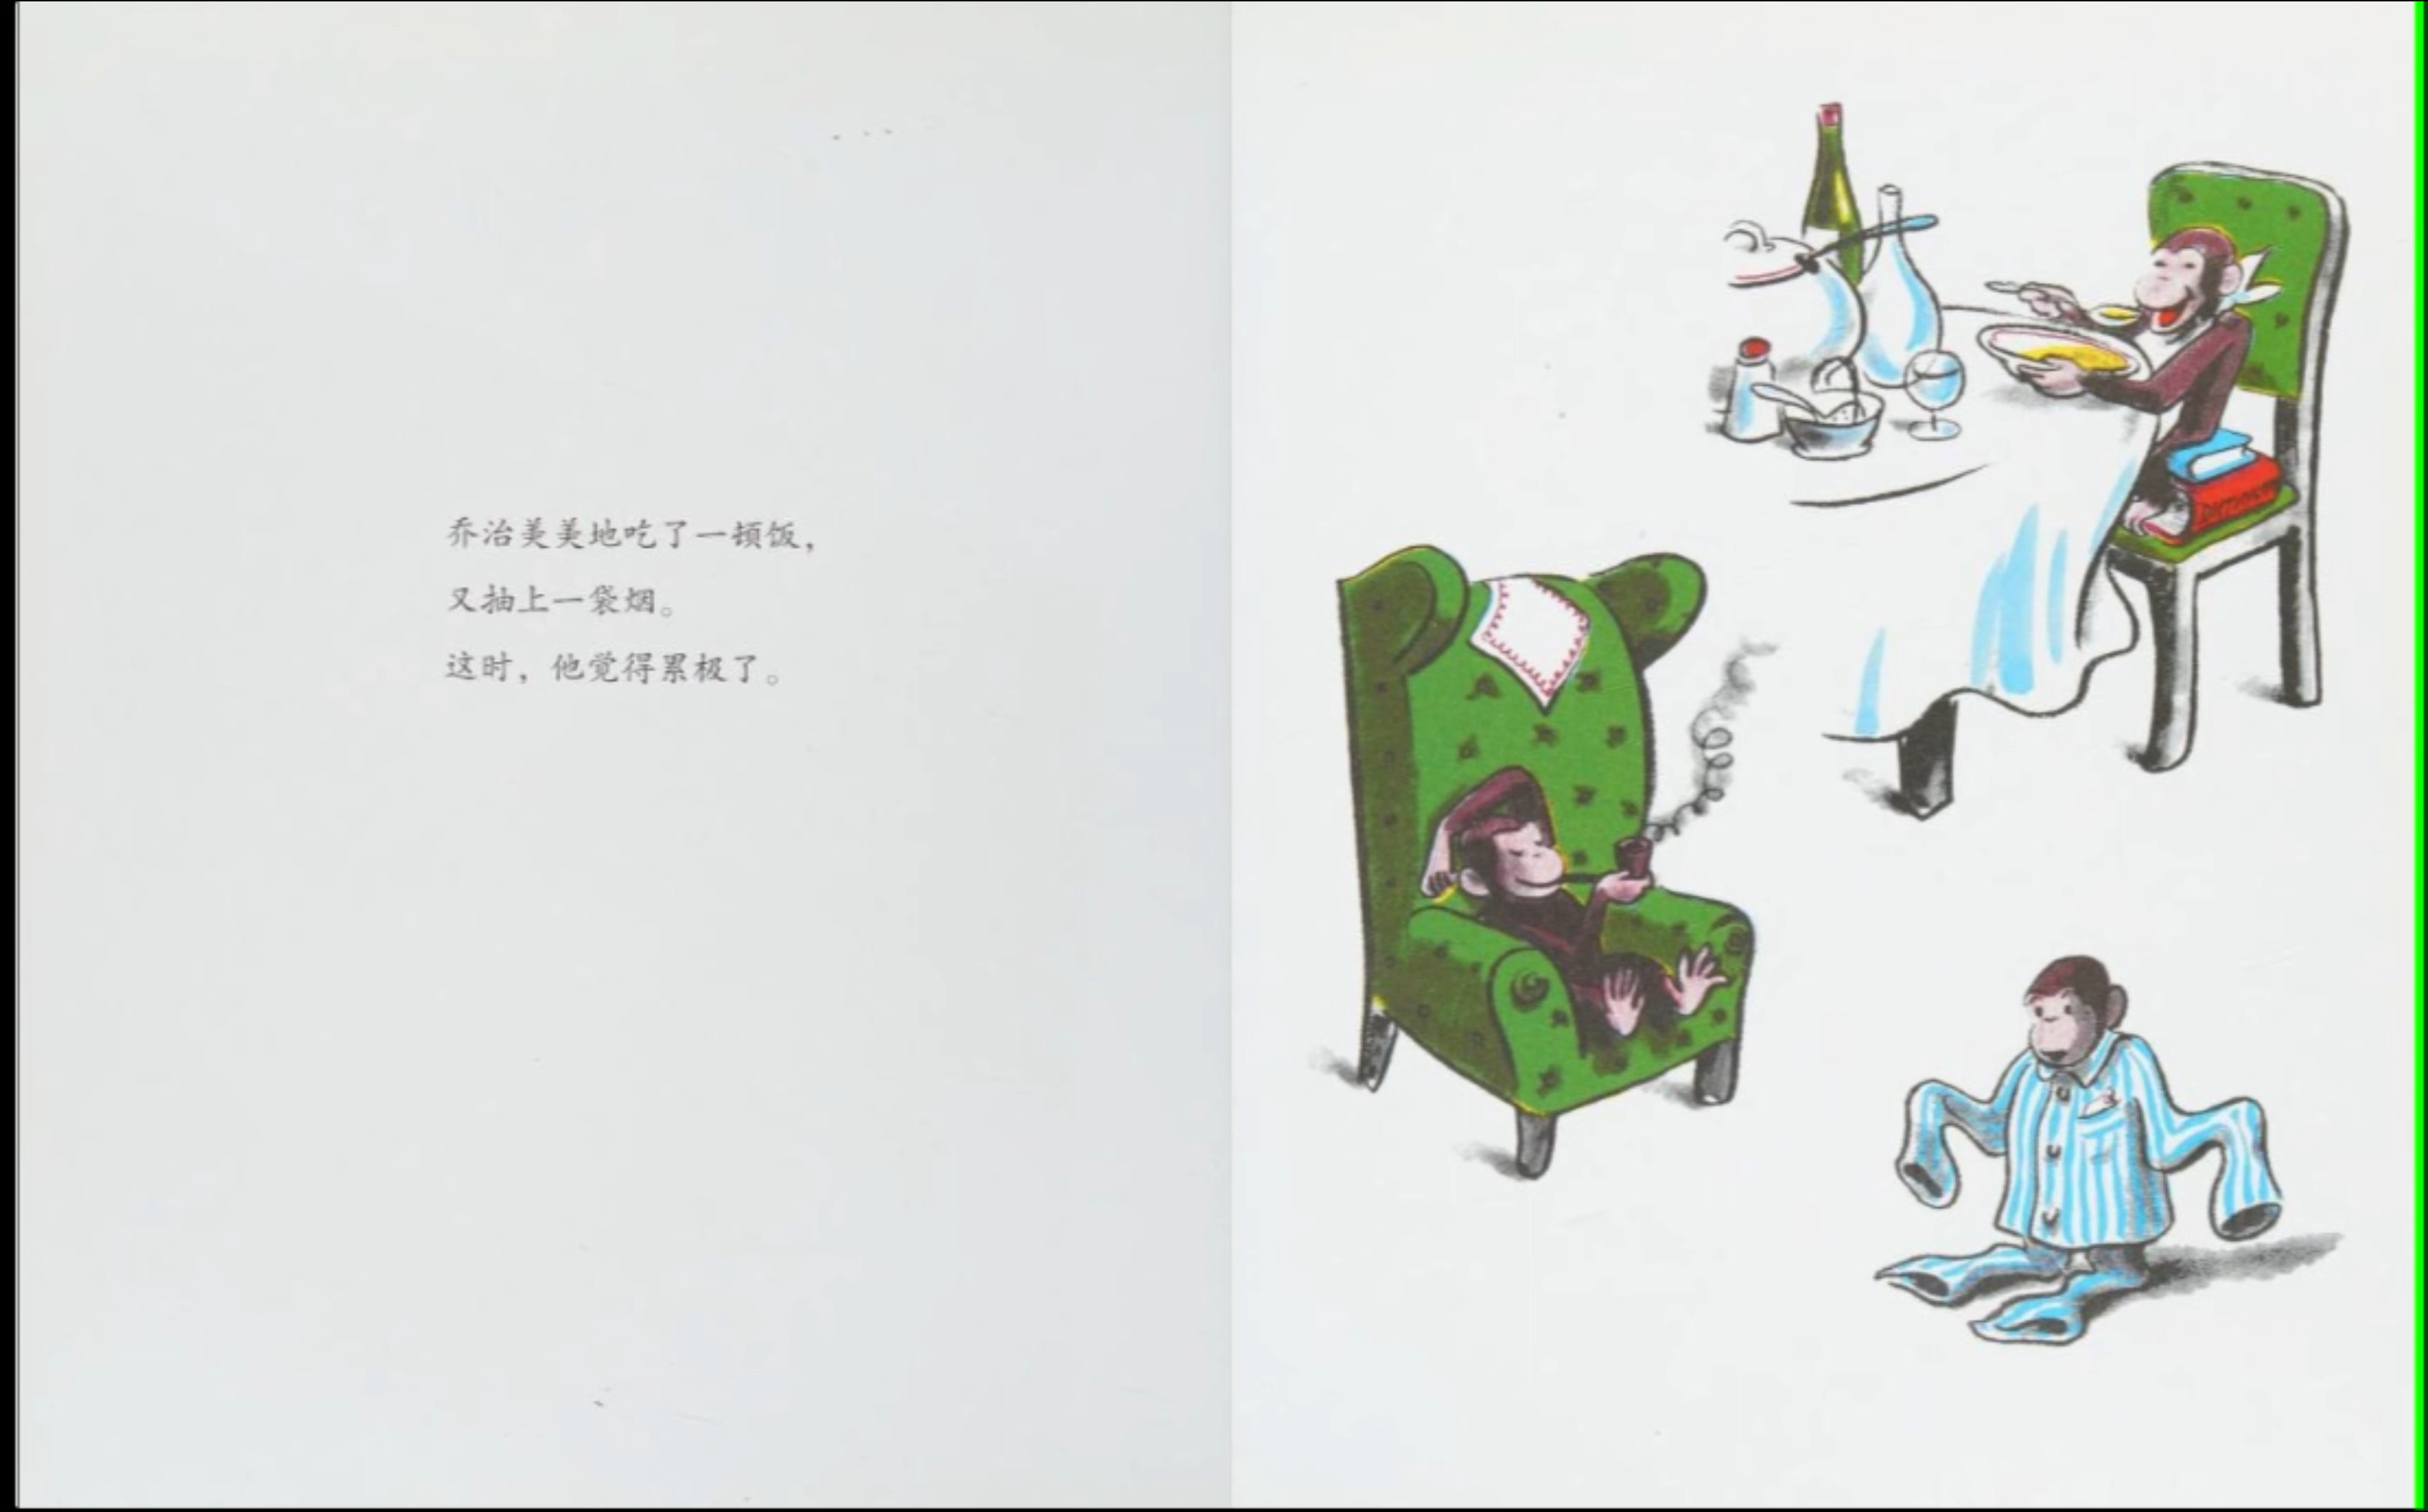 乔治美美地吃了一顿饭，
又抽上一袋烟。
这时，他觉得累极了。